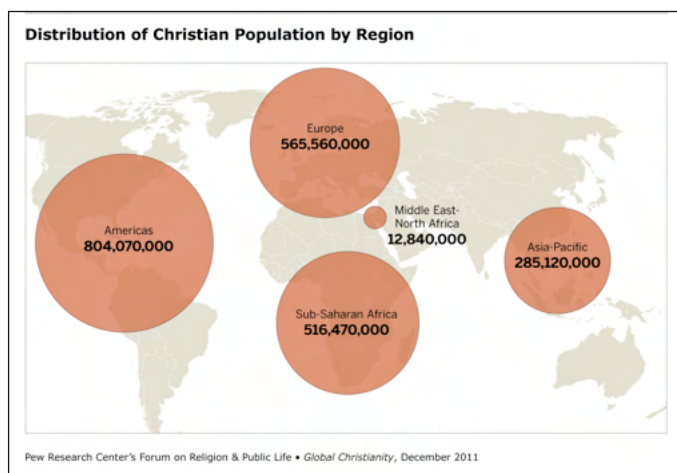 Distribution of Christian Population by Region
Europe
565,560,000
Americas
804,070,000
Middle East-
North Africa
12,840,000
Asia-Pacific
285,120,000
Sub-Saharan Africa
516,470,000
Pew Research Center's Forum on Religion & Public Life • Global Christianity, December 2011